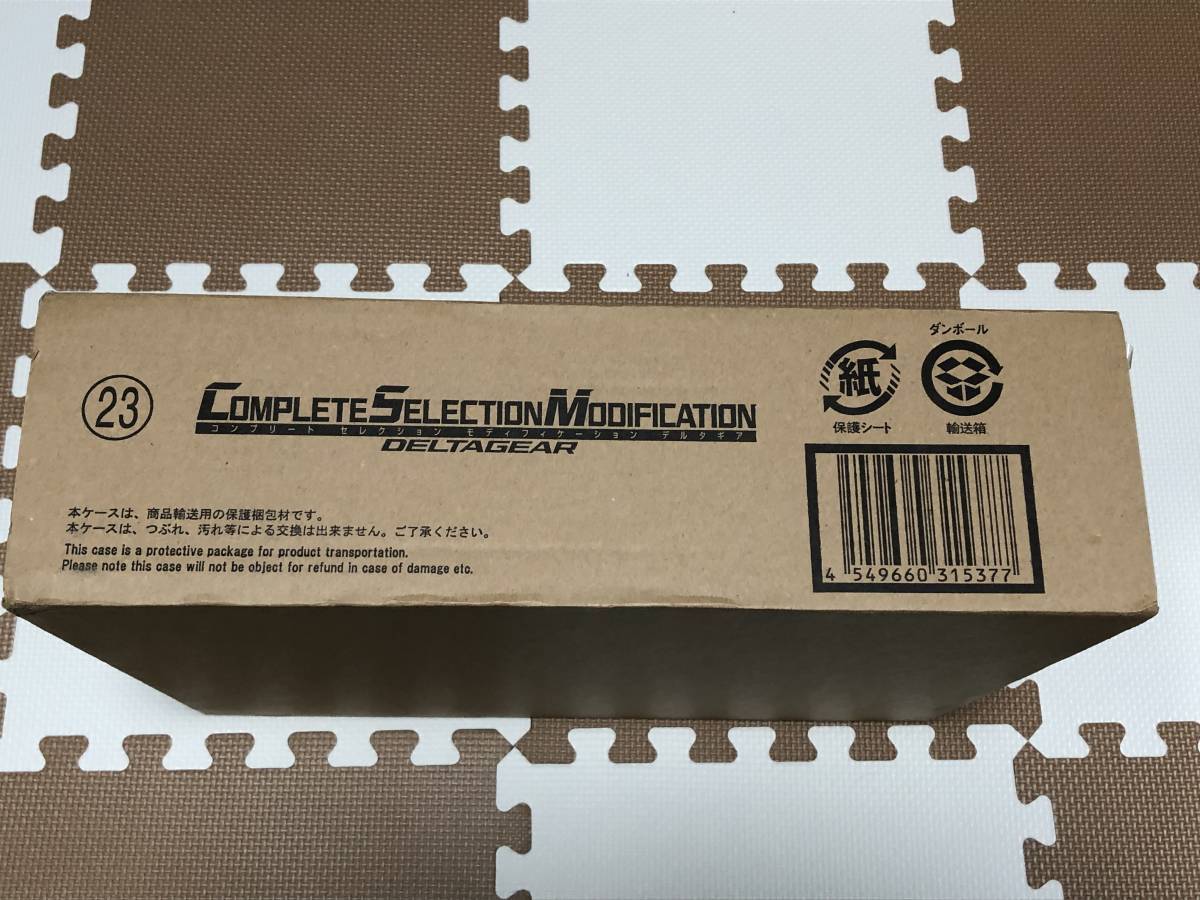 23
COMPLETE SELECTION MODIFICATION
コンプリート セレクション モディフィケーション デルタギア
DELTAGEAR
本ケースは、商品輸送用の保護梱包材です。
本ケースは、つぶれ、汚れ等による交換は出来ません。ご了承ください。
This case is a protective package for product transportation.
Please note this case will not be object for refund in case of damage etc.
紙
保護シート
ダンボール
輸送箱
4 549660 315377